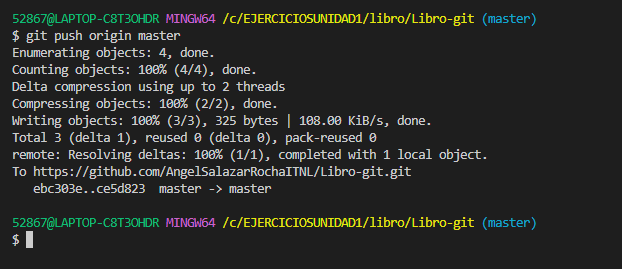 52867@LAPTOP-C8T3OHDR MINGW64 /c/EJERCICIOSUNIDAD1/libro/Libro-git (master)
$ git push origin master
Enumerating objects: 4, done.
Counting objects: 100% (4/4), done.
Delta compression using up to 2 threads
Compressing objects: 100% (2/2), done.
Writing objects: 100% (3/3), 325 bytes | 108.00 KiB/s, done.
Total 3 (delta 1), reused 0 (delta 0), pack-reused 0
remote: Resolving deltas: 100% (1/1), completed with 1 local object.
To https://github.com/AngelSalazarRochaITNL/Libro-git.git
   ebc303e..ce5d823  master -> master
52867@LAPTOP-C8T3OHDR MINGW64 /c/EJERCICIOSUNIDAD1/libro/Libro-git (master)
$